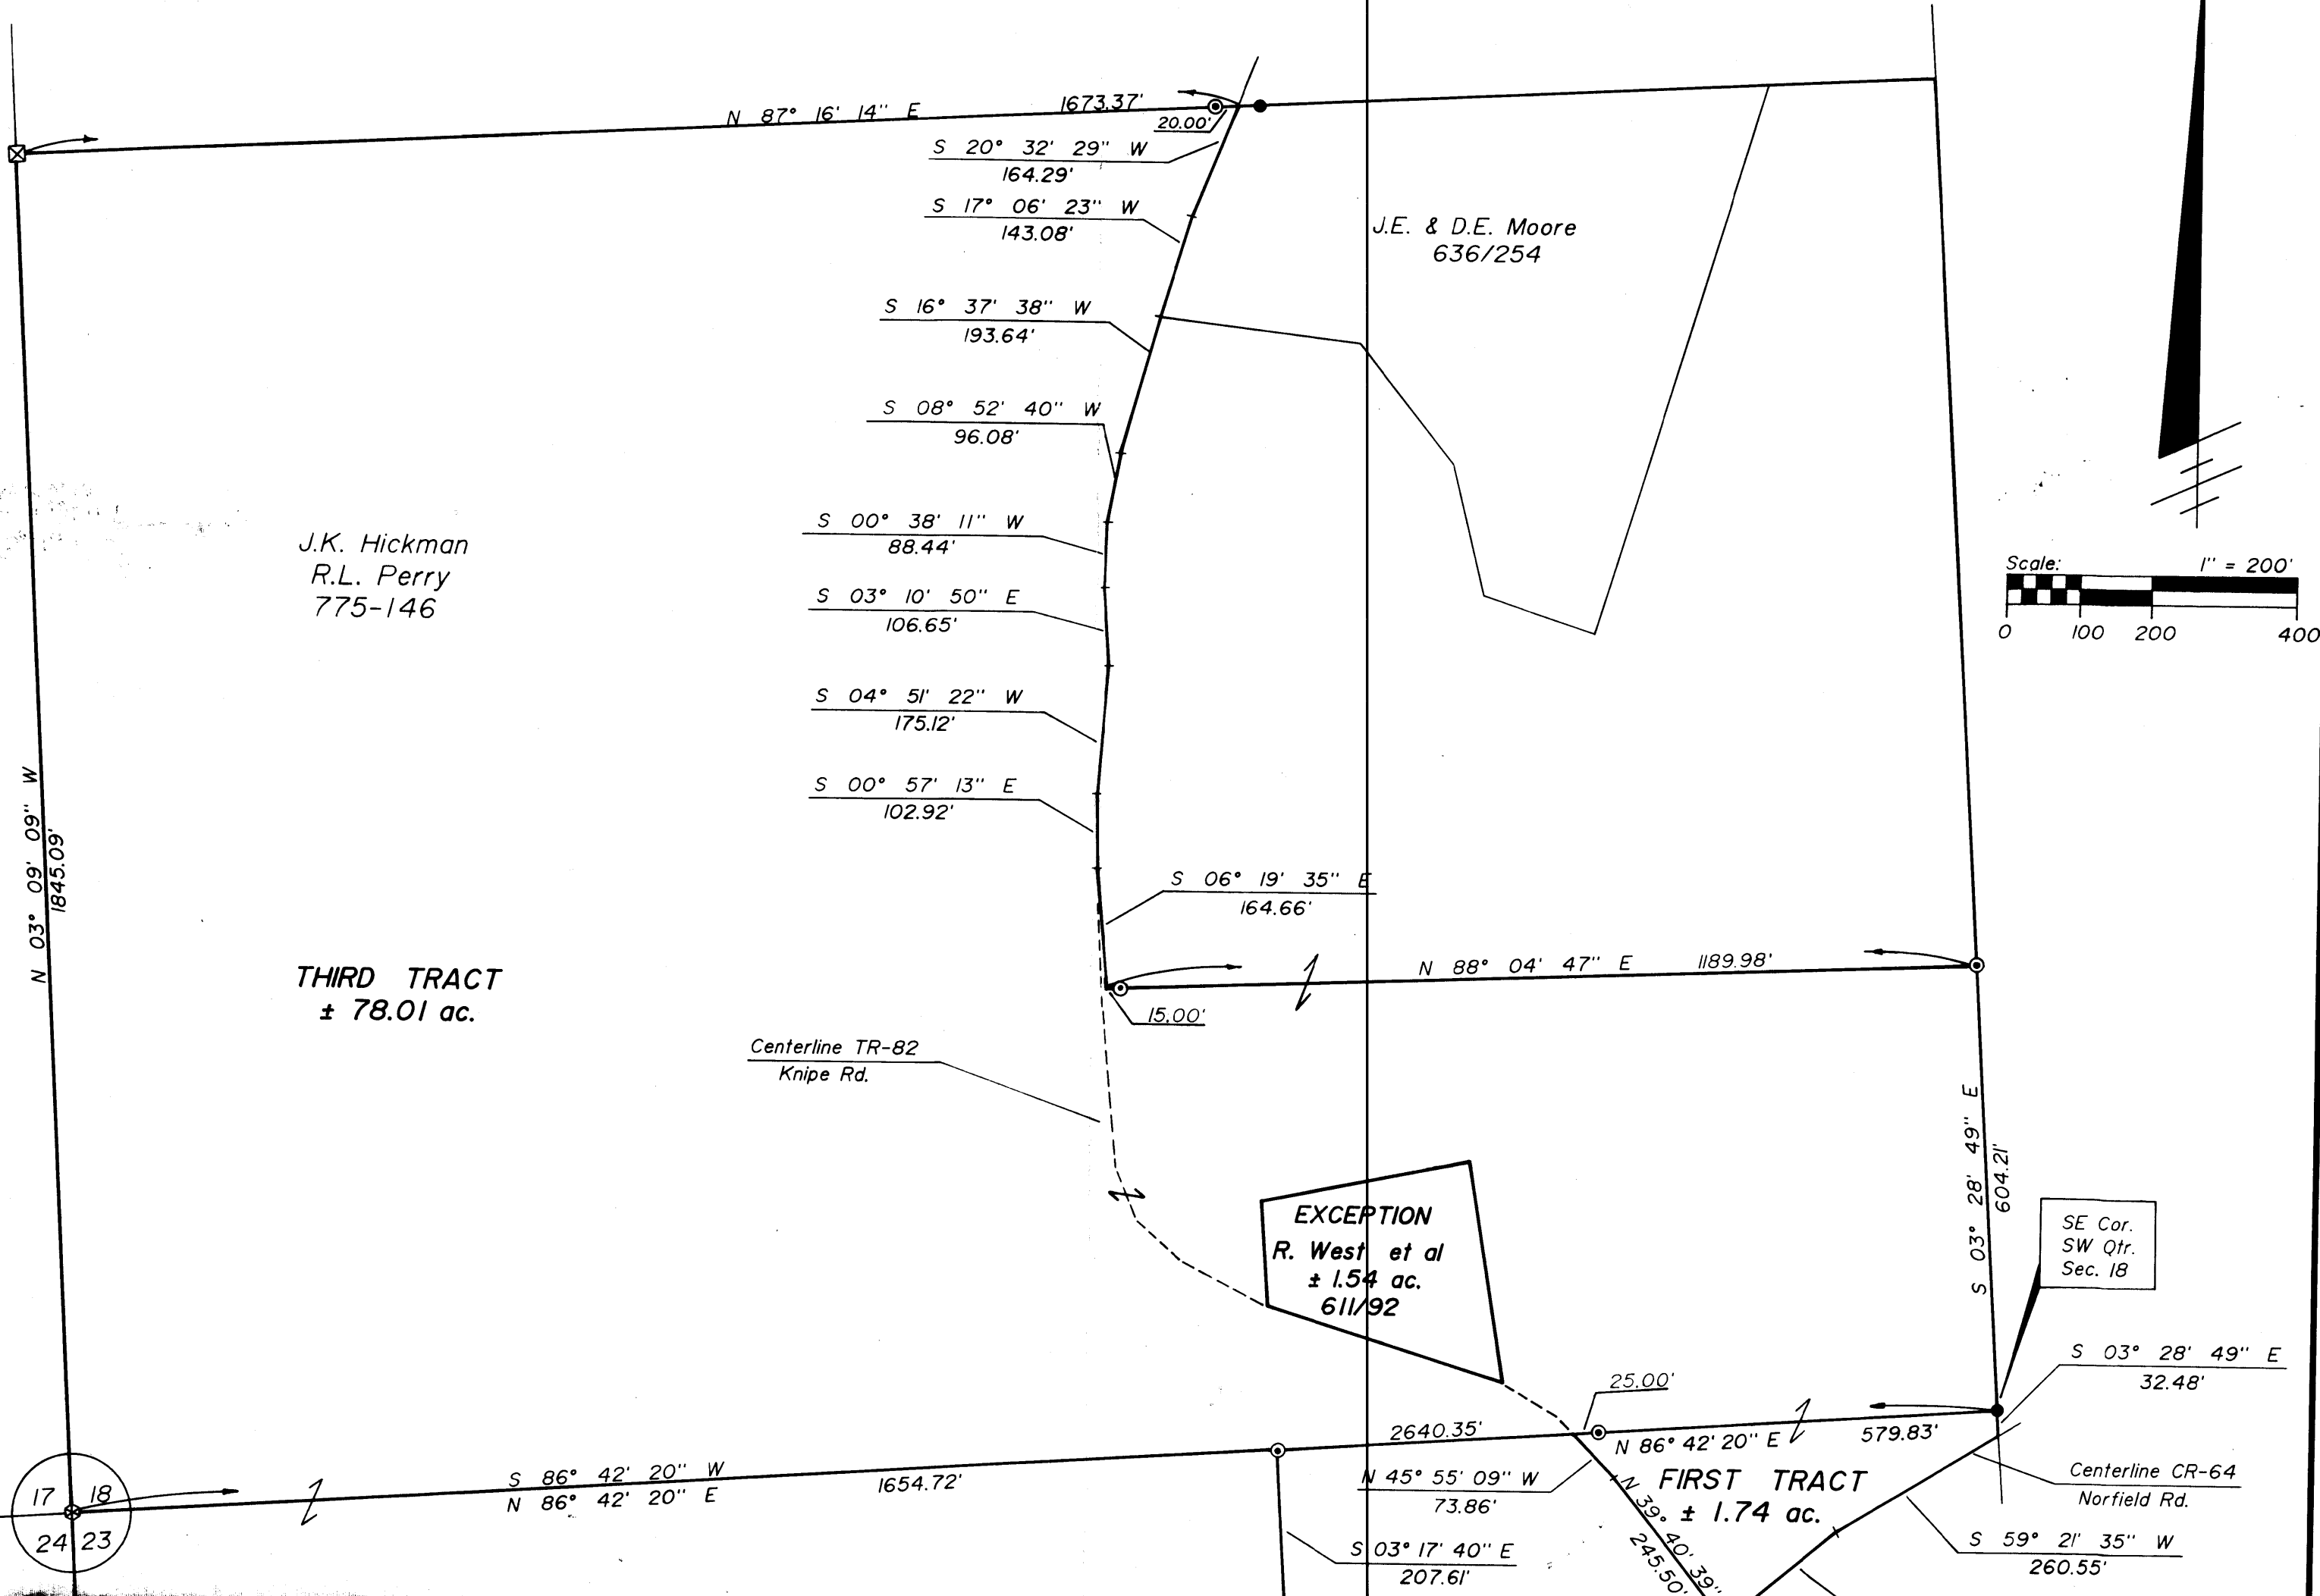 N 87° 16' 14" E
1673.37'
20.00'
S 20° 32' 29" W
164.29'
S 17° 06' 23" W
143.08'
J.E. & D.E. Moore
636/254
S 16° 37' 38" W
193.64'
S 08° 52' 40" W
96.08'
S 00° 38' 11" W
88.44'
J.K. Hickman
R.L. Perry
775-146
Scale: 1" = 200'
0 100 200 400
S 03° 10' 50" E
106.65'
S 04° 51' 22" W
175.12'
S 00° 57' 13" E
102.92'
N 03° 09' 09" W
1845.09'
S 06° 19' 35" E
164.66'
N 88° 04' 47" E 1189.98'
15.00'
THIRD TRACT
± 78.01 ac.
Centerline TR-82
Knipe Rd.
S 03° 28' 49" E
604.21'
EXCEPTION
R. West et al
± 1.54 ac.
611/92
SE Cor.
SW Qtr.
Sec. 18
S 03° 28' 49" E
32.48'
25.00'
2640.35'
N 86° 42' 20" E
579.83'
S 86° 42' 20" W
N 86° 42' 20" E
1654.72'
17 18
24 23
N 45° 55' 09" W
73.86'
N 39° 40' 39"
245.50'
FIRST TRACT
± 1.74 ac.
Centerline CR-64
Norfield Rd.
S 59° 21' 35" W
260.55'
S 03° 17' 40" E
207.61'